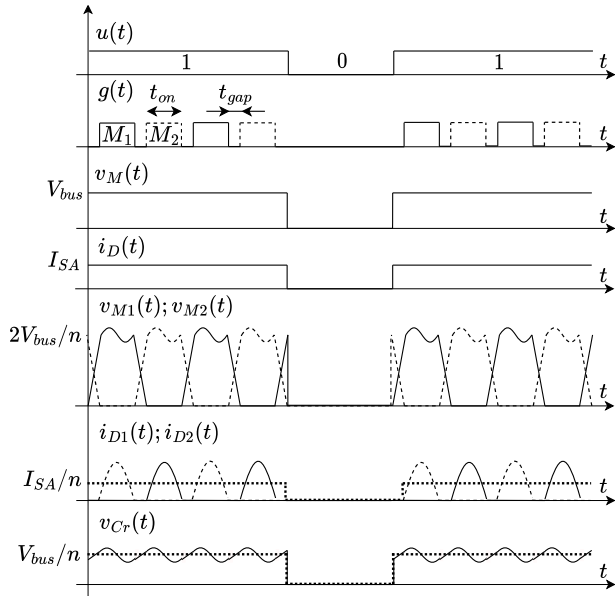 u(t)
1 0 1 t
g(t) t_on t_gap
M_1 M_2 t
v_M(t)
V_bus
t
i_D(t)
I_SA
t
v_M1(t); v_M2(t)
2V_bus/n
t
i_D1(t); i_D2(t)
I_SA/n t
v_Cr(t)
V_bus/n
t